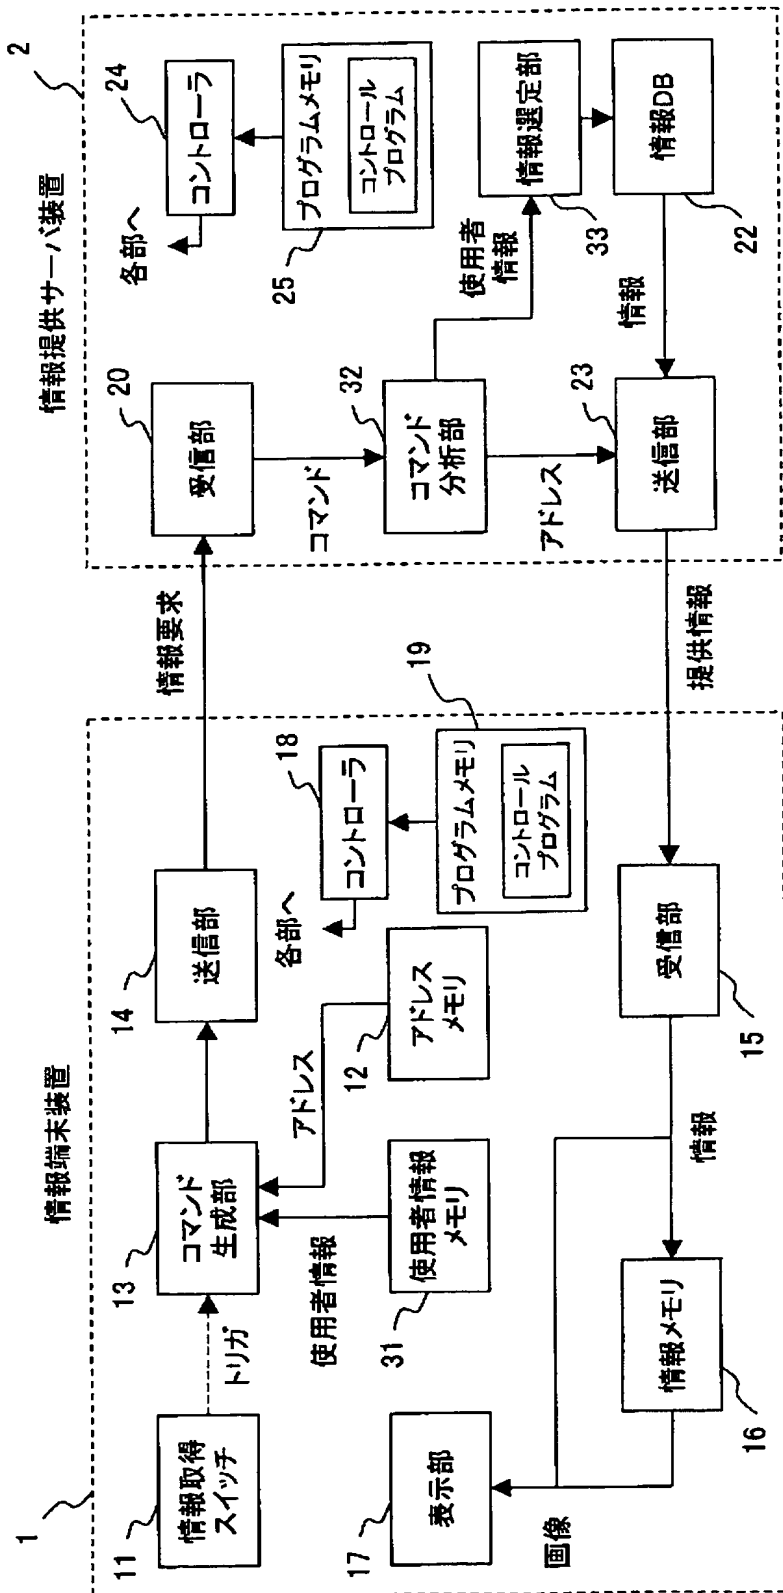 情報端末装置
1
11
情報取得
スイッチ
トリガ
13
コマンド
生成部
14
送信部
情報要求
使用者情報
31
使用者情報
メモリ
アドレス
12
アドレス
メモリ
各部へ
18
コントローラ
19
プログラムメモリ
コントロール
プログラム
17
表示部
画像
16
情報メモリ
情報
15
受信部
提供情報
情報提供サーバ装置
2
20
受信部
コマンド
32
コマンド
分析部
アドレス
23
送信部
各部へ
24
コントローラ
25
プログラムメモリ
コントロール
プログラム
使用者
情報
情報選定部
33
情報DB
22
情報